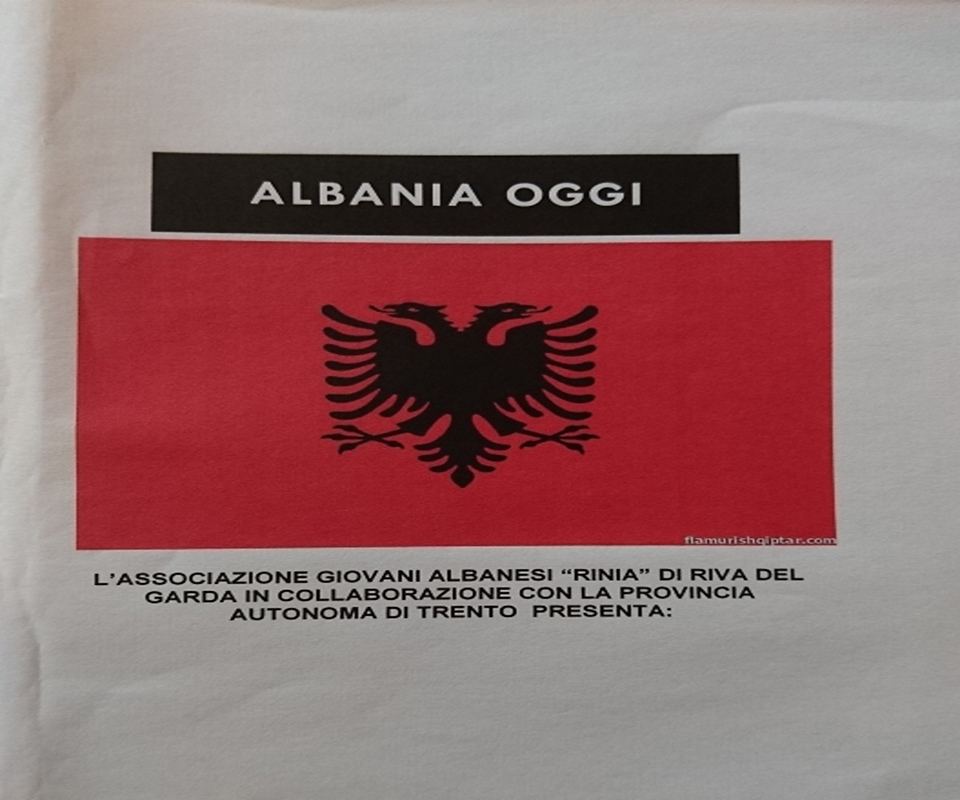 ALBANIA OGGI
flamurishqiptar.com
L'ASSOCIAZIONE GIOVANI ALBANESI “RINIA” DI RIVA DEL
GARDA IN COLLABORAZIONE CON LA PROVINCIA
AUTONOMA DI TRENTO PRESENTA: